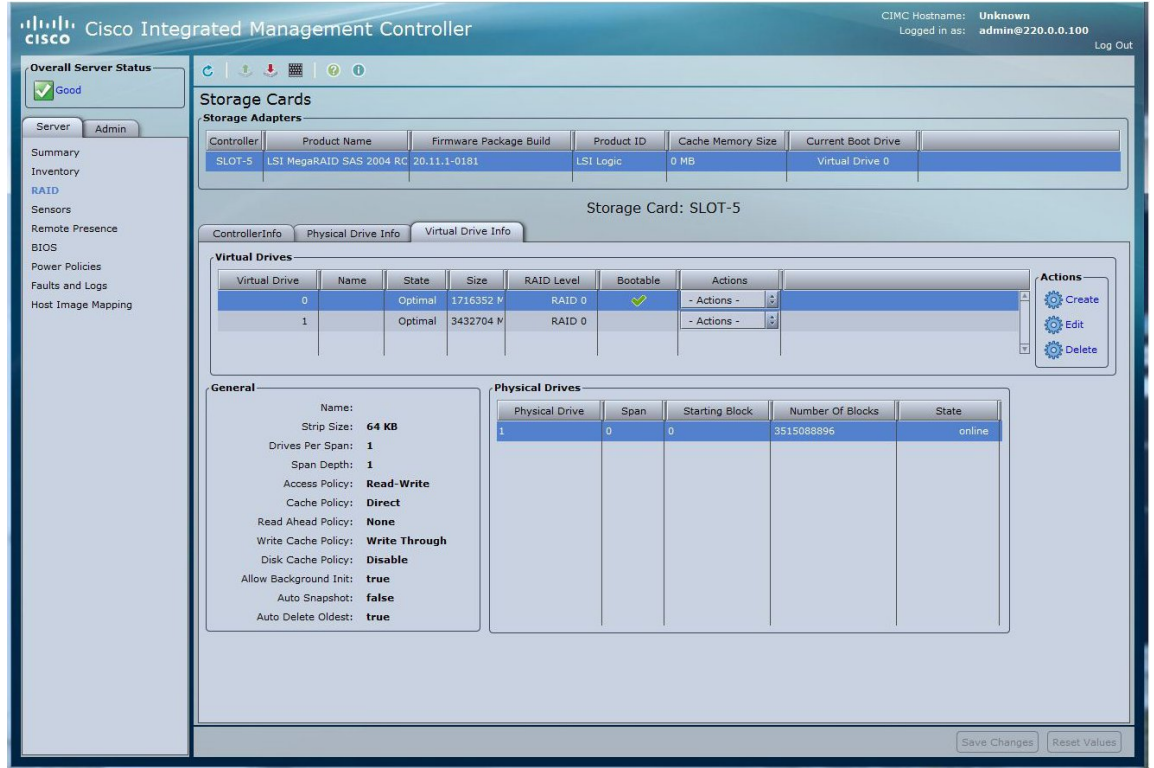 CISCO
Cisco Integrated Management Controller
CIMC Hostname: Unknown
Logged in as: admin@220.0.0.100
Log Out
Overall Server Status
Good
Server
Admin
Summary
Inventory
RAID
Sensors
Remote Presence
BIOS
Power Policies
Faults and Logs
Host Image Mapping
Storage Cards
Storage Adapters
Controller Product Name Firmware Package Build Product ID Cache Memory Size Current Boot Drive
SLOT-5 LSI MegaRAID SAS 2004 RO 20.11.1-0181 LSI Logic 0 MB Virtual Drive 0
Storage Card: SLOT-5
ControllerInfo Physical Drive Info Virtual Drive Info
Virtual Drives
Virtual Drive Name State Size RAID Level Bootable Actions
0 Optimal 1716352 M RAID 0 - Actions -
1 Optimal 3432704 M RAID 0 - Actions -
Actions
Create
Edit
Delete
General
Name:
Strip Size: 64 KB
Drives Per Span: 1
Span Depth: 1
Access Policy: Read-Write
Cache Policy: Direct
Read Ahead Policy: None
Write Cache Policy: Write Through
Disk Cache Policy: Disable
Allow Background Init: true
Auto Snapshot: false
Auto Delete Oldest: true
Physical Drives
Physical Drive Span Starting Block Number Of Blocks State
1 0 0 3515088896 online
Save Changes Reset Values